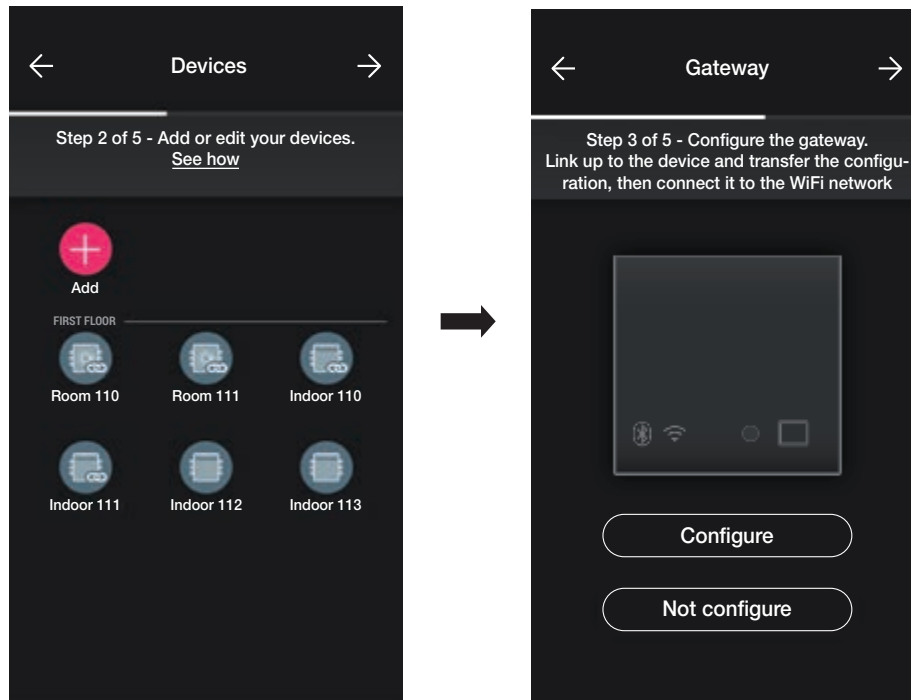 Devices
Step 2 of 5 - Add or edit your devices.
See how
Add
FIRST FLOOR
Room 110
Room 111
Indoor 110
Indoor 111
Indoor 112
Indoor 113
Gateway
Step 3 of 5 - Configure the gateway.
Link up to the device and transfer the configu-
ration, then connect it to the WiFi network
Configure
Not configure